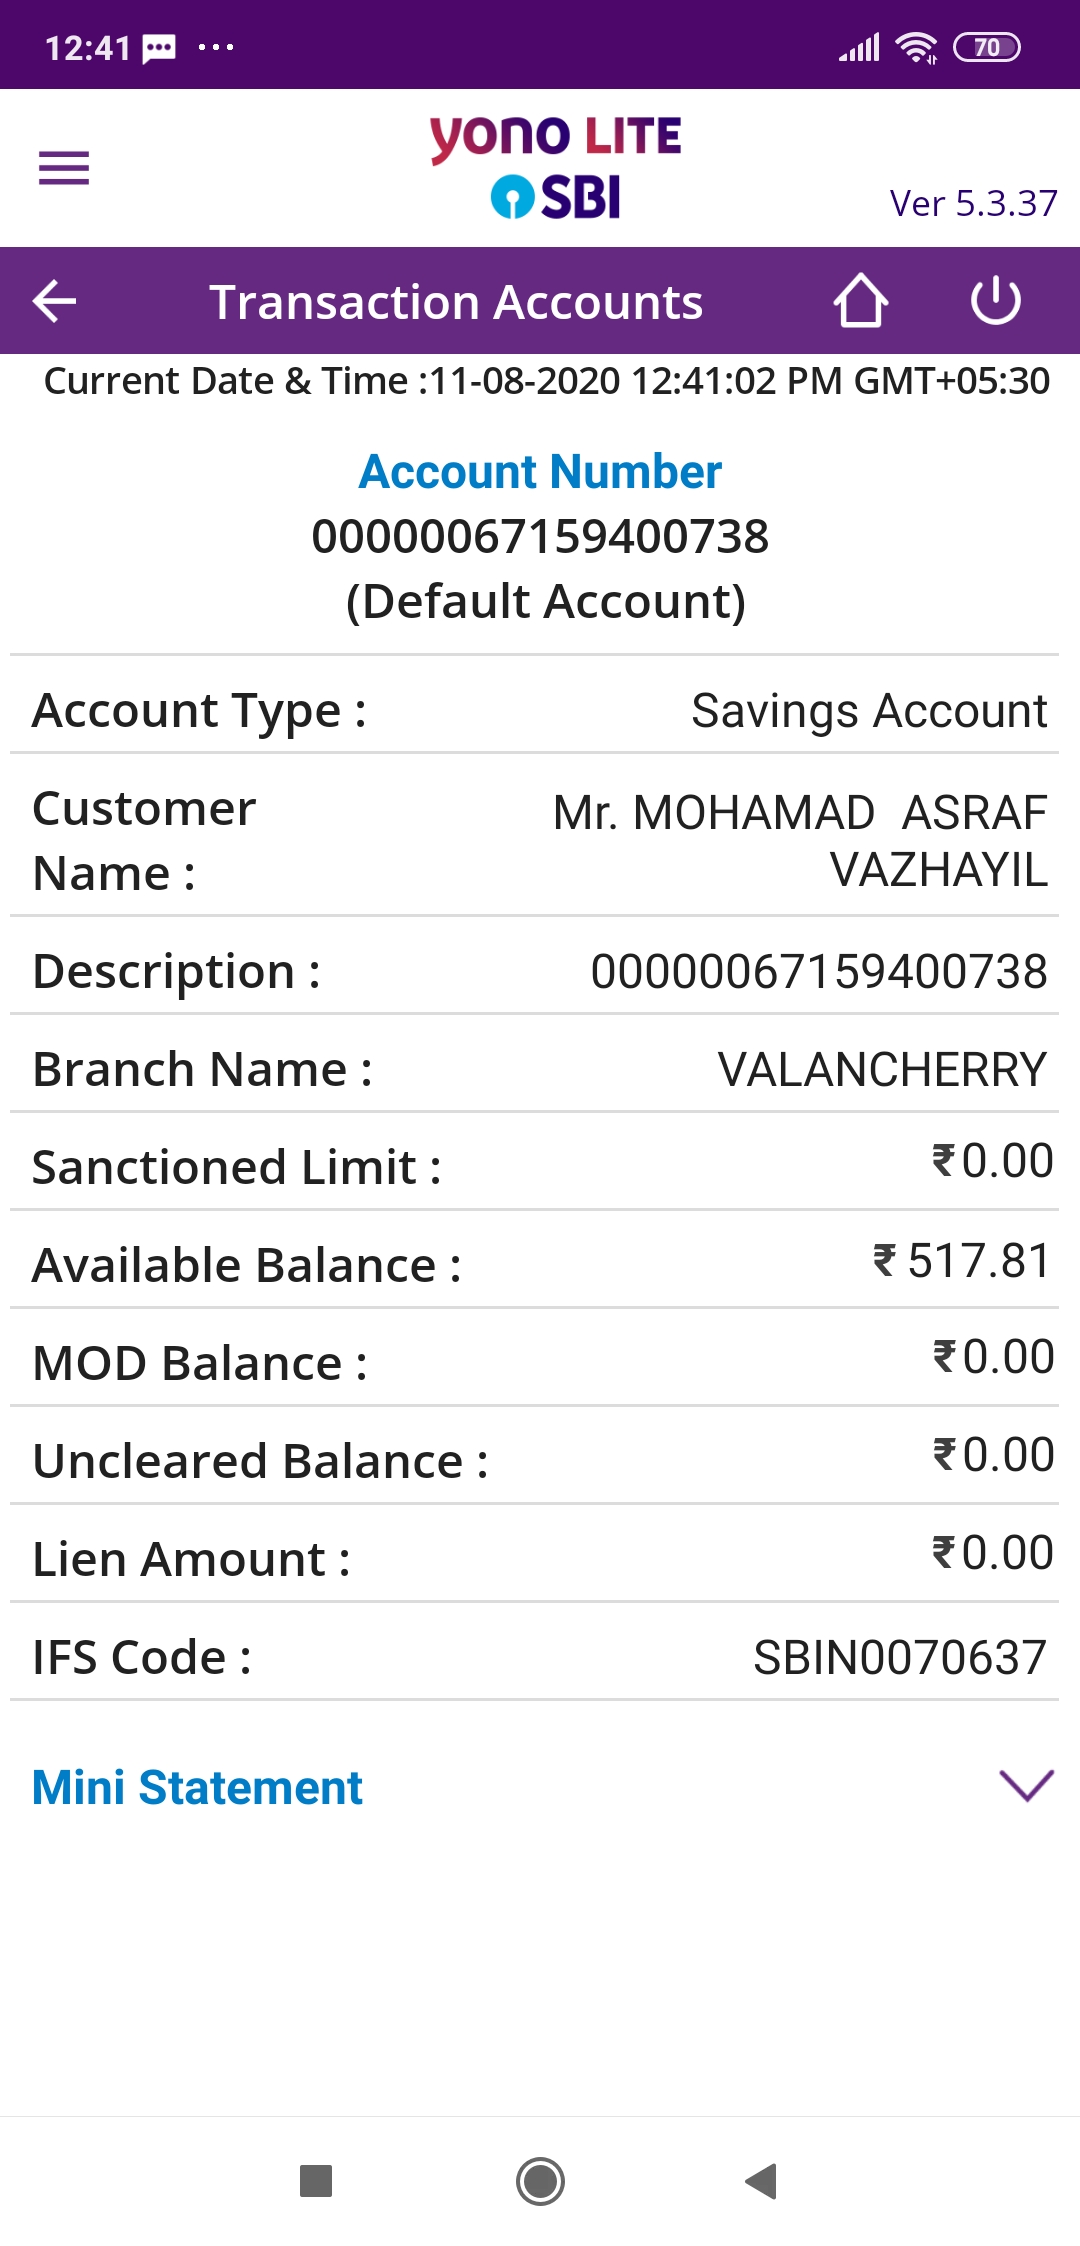 12:41 ... 70
yono LITE
SBI
Ver 5.3.37
Transaction Accounts
Current Date & Time :11-08-2020 12:41:02 PM GMT+05:30
Account Number
00000067159400738
(Default Account)
Account Type : Savings Account
Customer Name : Mr. MOHAMAD  ASRAF VAZHAYIL
Description : 00000067159400738
Branch Name : VALANCHERRY
Sanctioned Limit : ₹0.00
Available Balance : ₹ 517.81
MOD Balance : ₹0.00
Uncleared Balance : ₹0.00
Lien Amount : ₹0.00
IFS Code : SBIN0070637
Mini Statement